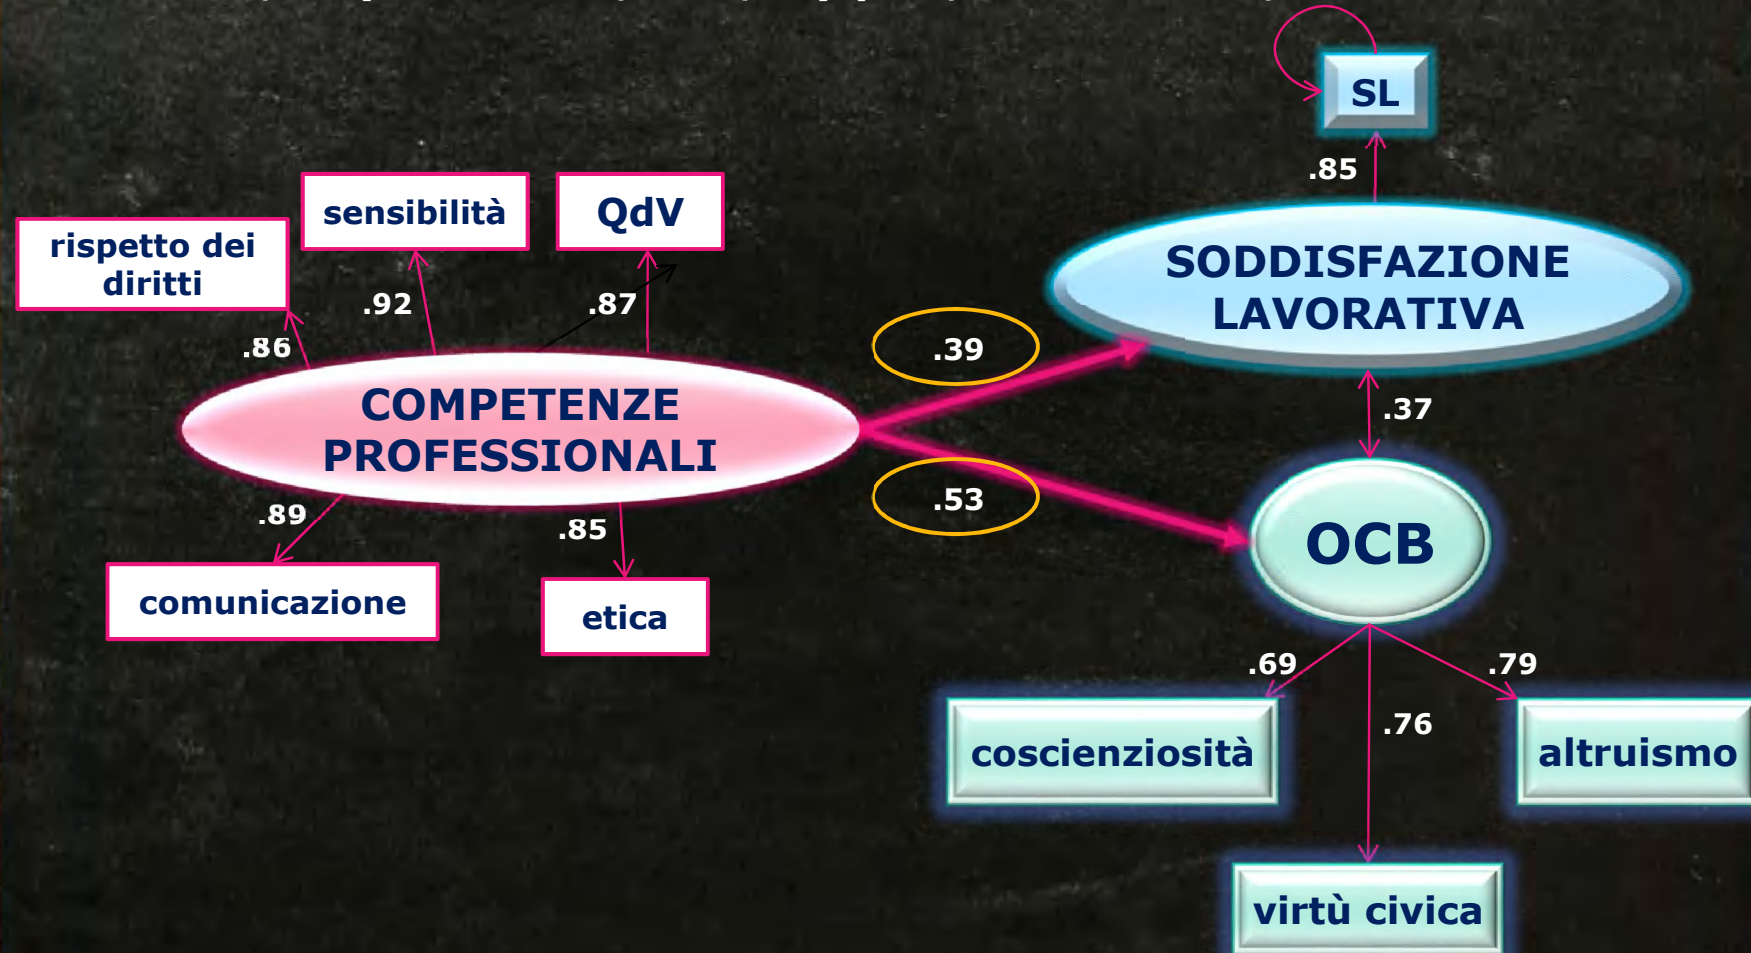 SL
.85
sensibilità
QdV
rispetto dei
diritti
SODDISFAZIONE
LAVORATIVA
.92
.87
.86
.39
COMPETENZE
PROFESSIONALI
.37
.53
.89
.85
OCB
comunicazione
etica
.69
.79
.76
coscienziosità
altruismo
virtù civica